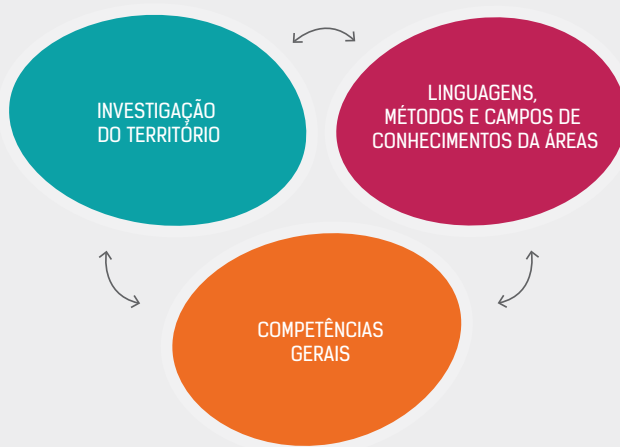 INVESTIGAÇÃO
DO TERRITÓRIO
LINGUAGENS,
MÉTODOS E CAMPOS DE
CONHECIMENTOS DA ÁREAS
COMPETÊNCIAS
GERAIS